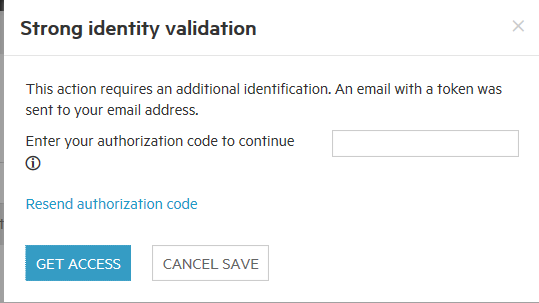 Strong identity validation
This action requires an additional identification. An email with a token was
sent to your email address.
Enter your authorization code to continue
Resend authorization code
GET ACCESS
CANCEL SAVE